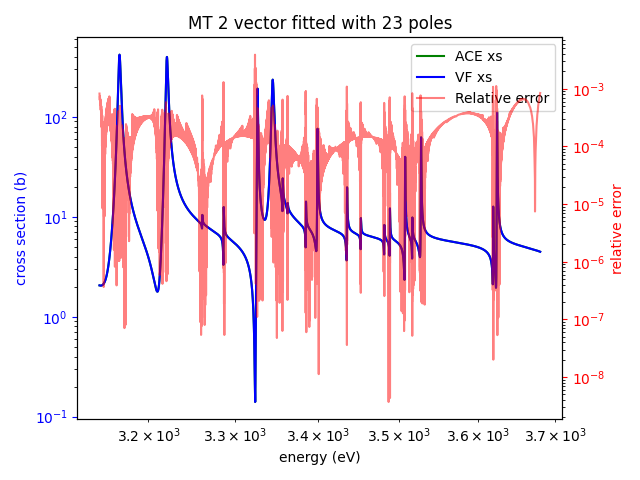 MT 2 vector fitted with 23 poles
ACE xs
VF xs
Relative error
cross section (b)
10²
10¹
10⁰
10⁻¹
relative error
10⁻³
10⁻⁴
10⁻⁵
10⁻⁶
10⁻⁷
10⁻⁸
3.2 × 10³ 3.3 × 10³ 3.4 × 10³ 3.5 × 10³ 3.6 × 10³ 3.7 × 10³
energy (eV)